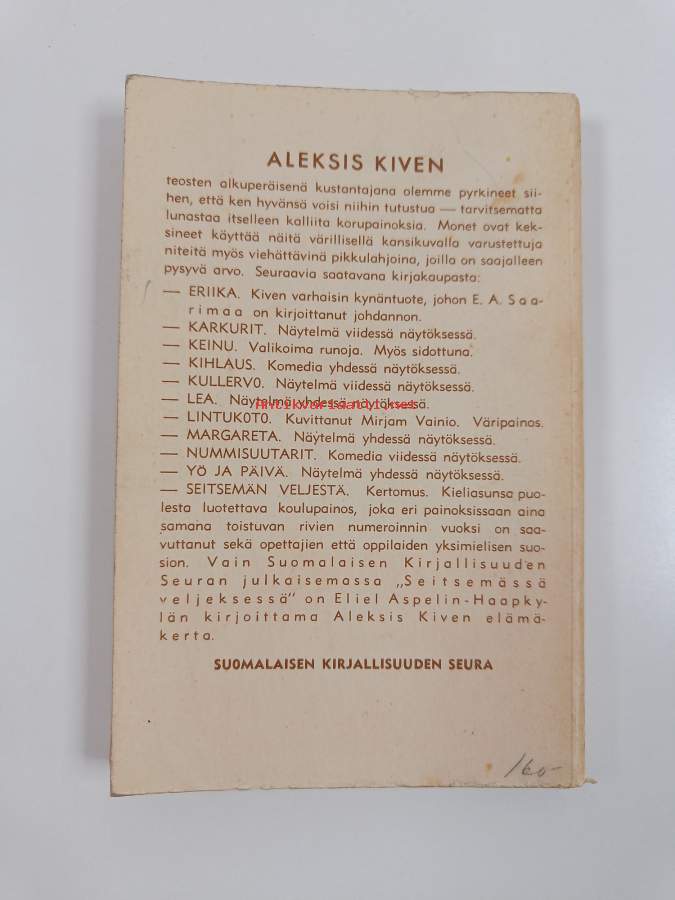 ALEKSIS KIVEN
teosten alkuperäisenä kustantajana olemme pyrkineet sii-
hen, että ken hyvänsä voisi niihin tutustua — tarvitsematta
lunastaa itselleen kalliita korupainoksia. Monet ovat kek-
sineet käyttää näitä värillisellä kansikuvalla varustettuja
niteitä myös viehättävinä pikkulahjoina, joilla on saajalleen
pysyvä arvo. Seuraavia saatavana kirjakaupasta:
— ERIIKA. Kiven varhaisin kynäntuote, johon E. A. Saa-
rimaa on kirjoittanut johdannon.
— KARKURIT. Näytelmä viidessä näytöksessä.
— KEINU. Valikoima runoja. Myös sidottuna.
— KIHLAUS. Komedia yhdessä näytöksessä.
— KULLERVO. Näytelmä viidessä näytöksessä.
— LEA. Näytelmä yhdessä näytöksessä.
Antikvariaattiv.net
— LINTUKOTO. Kuvittanut Mirjam Vainio. Väripainos.
— MARGARETA. Näytelmä yhdessä näytöksessä.
— NUMMISUUTARIT. Komedia viidessä näytöksessä.
— YÖ JA PÄIVÄ. Näytelmä yhdessä näytöksessä.
— SEITSEMÄN VELJESTÄ. Kertomus. Kieliasunsa puo-
lesta luotettava koulupainos, joka eri painoksissaan aina
samana toistuvan rivien numeroinnin vuoksi on saa-
vuttanut sekä opettajien että oppilaiden yksimielisen suo-
sion. Vain Suomalaisen Kirjallisuuden
Seuran julkaisemassa „Seitsemässä
veljeksessä" on Eliel Aspelin-Haapky-
län kirjoittama Aleksis Kiven elämä-
kerta.
SUOMALAISEN KIRJALLISUUDEN SEURA
160-